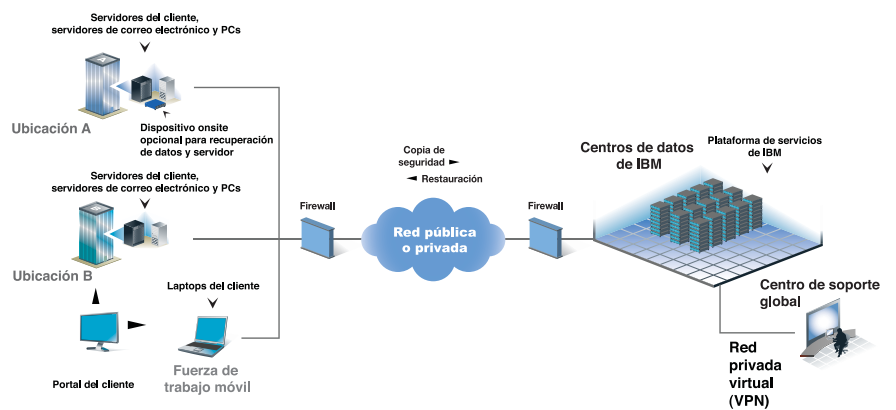 Servidores del cliente,
servidores de correo electrónico y PCs
A
Ubicación A
Dispositivo onsite
opcional para recuperación
de datos y servidor
Servidores del cliente,
servidores de correo electrónico y PCs
B
Ubicación B
Laptops del cliente
Portal del cliente
Fuerza de
trabajo móvil
Firewall
Copia de
seguridad
Restauración
Red pública
o privada
Firewall
Centros de datos
de IBM
Plataforma de servicios
de IBM
Centro de soporte
global
Red
privada
virtual
(VPN)